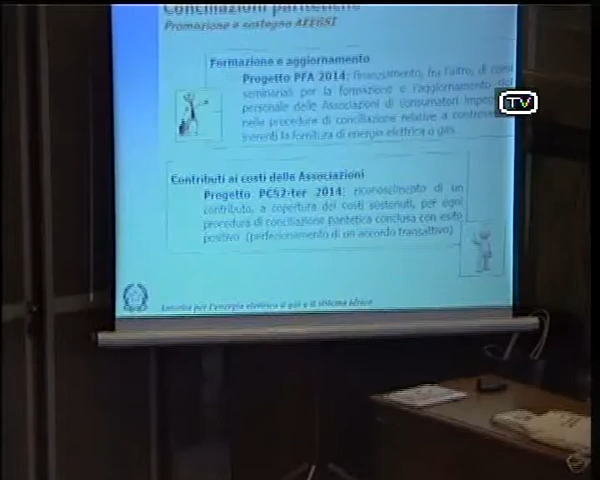 Conciliazioni paritetiche
Promozione e sostegno AEEGSI
Formazione e aggiornamento
Progetto PFA 2014: finanziamento, fra l'altro, di corsi
seminariali per la formazione e l'aggiornamento del
personale delle Associazioni di consumatori
nelle procedure di conciliazione relative a
inerenti la fornitura di energia elettrica o gas.
Contributi ai costi delle Associazioni
Progetto PCS2-ter 2014: riconoscimento di un
contributo, a copertura dei costi sostenuti, per ogni
procedura di conciliazione paritetica conclusa con esito
positivo (perfezionamento di un accordo transattivo)
Autorità per l'energia elettrica il gas e il sistema idrico
TV